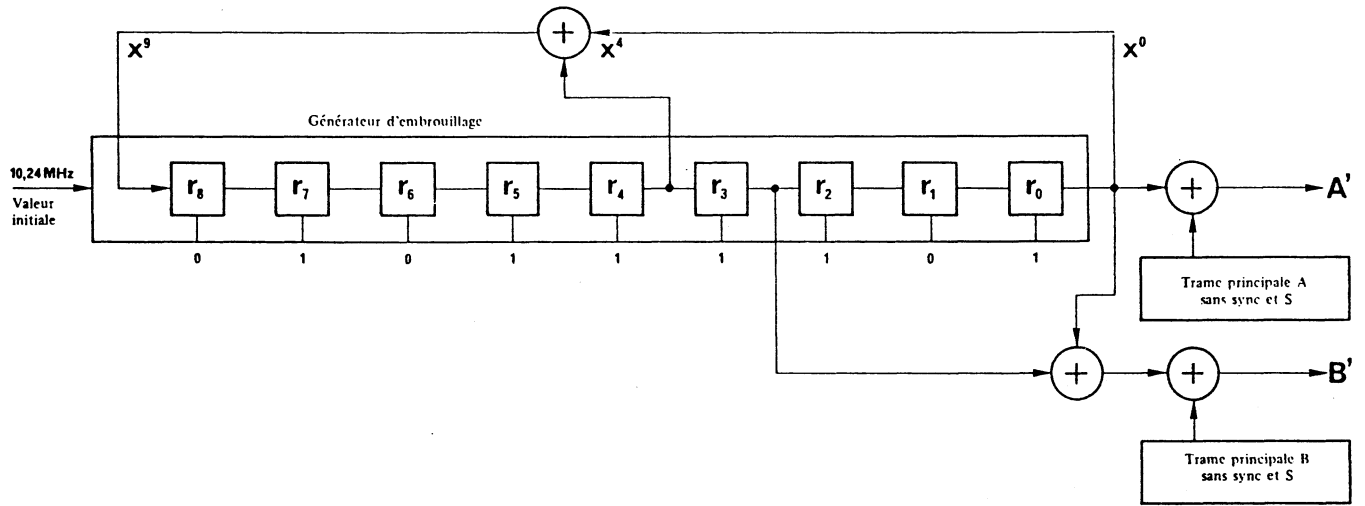 x⁹ + x⁴ x⁰
Générateur d'embrouillage
10,24 MHz
Valeur
initiale
r₈ r₇ r₆ r₅ r₄ r₃ r₂ r₁ r₀ + A'
0 1 0 1 1 1 1 0 1
Trame principale A
sans sync et S
+ + B'
Trame principale B
sans sync et S